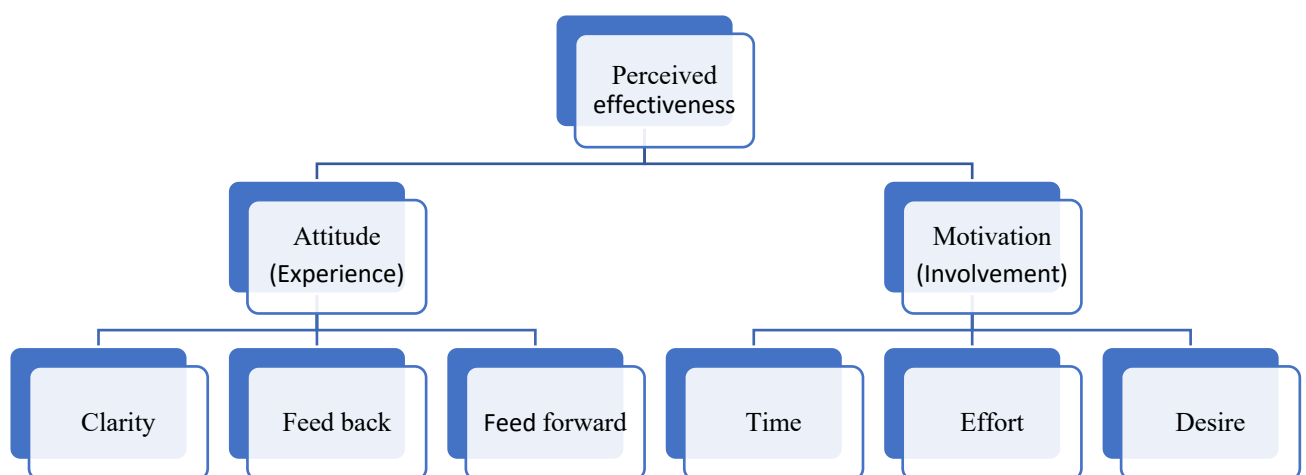 Perceived
effectiveness
Attitude
(Experience)
Motivation
(Involvement)
Clarity
Feed back
Feed forward
Time
Effort
Desire